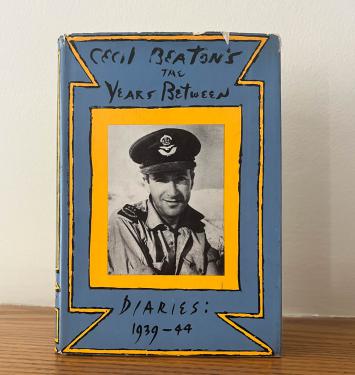 CECIL BEATON'S
THE
YEARS BETWEEN
DIARIES:
1939-44